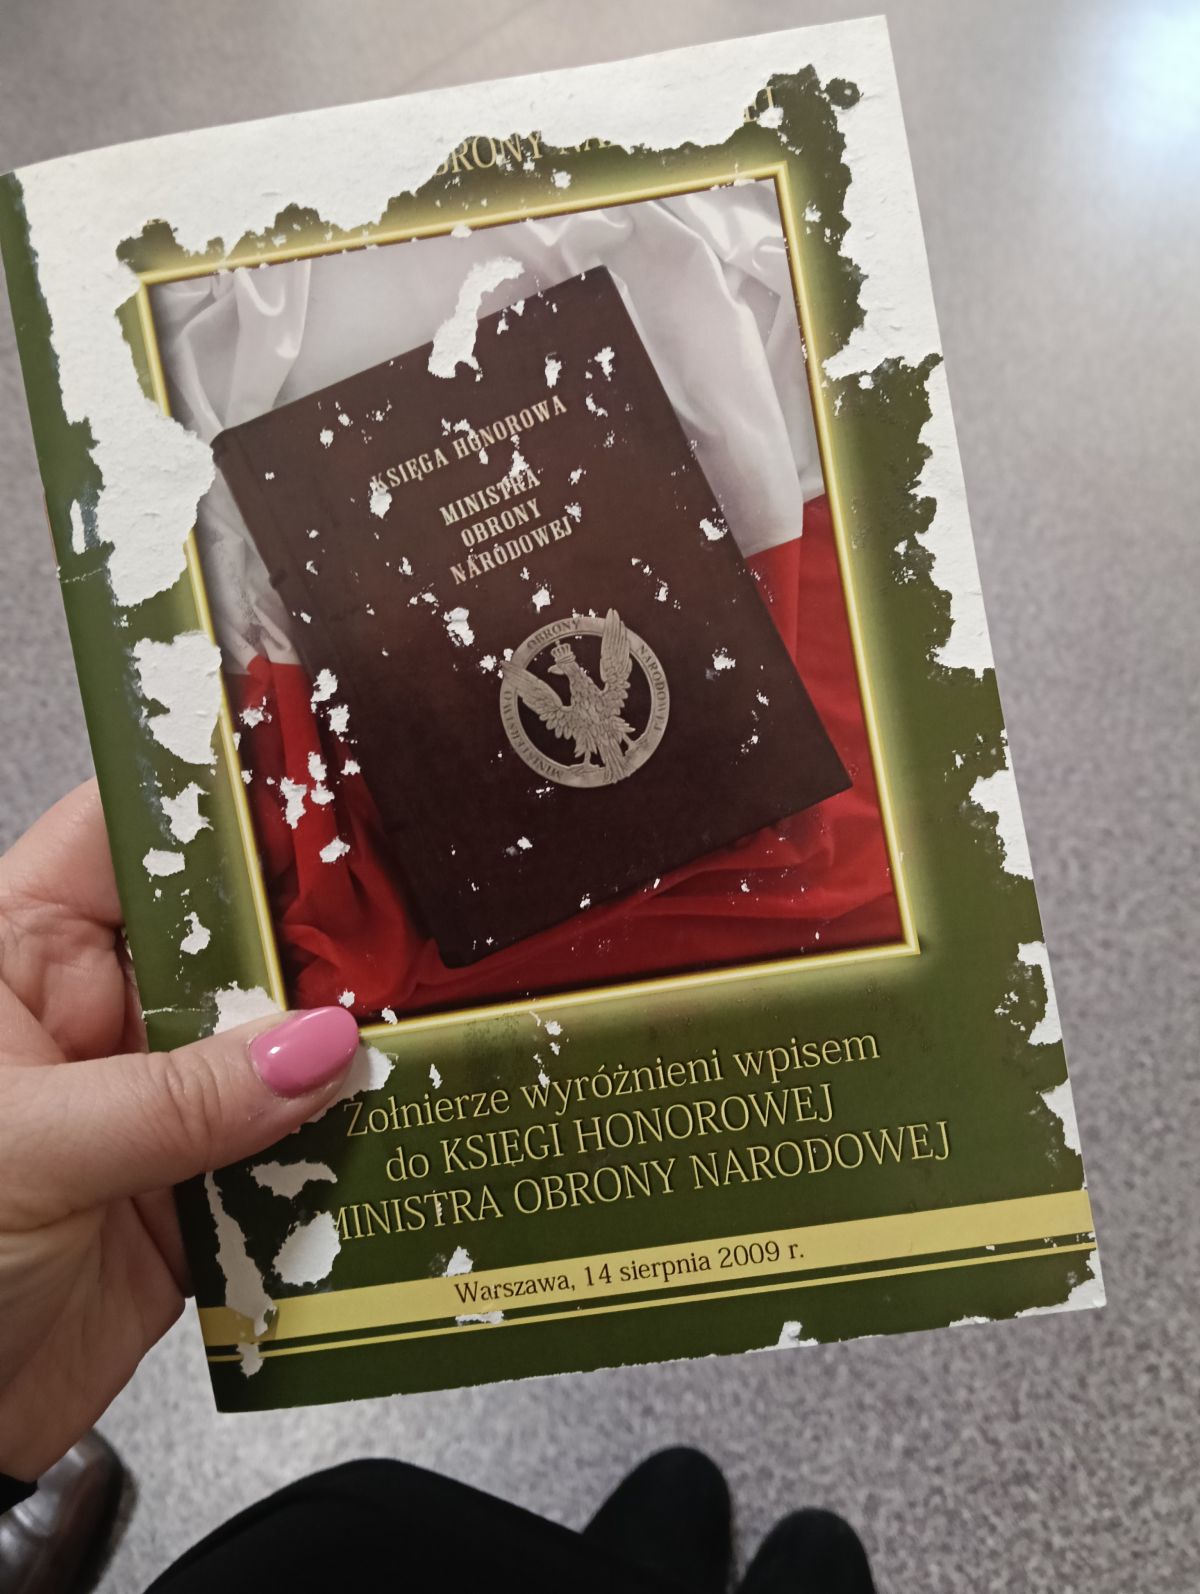 KSIĘGA HONOROWA
MINISTRA
OBRONY
NARODOWEJ
MINISTERSTWO OBRONY NARODOWEJ
Żołnierze wyróżnieni wpisem
do KSIĘGI HONOROWEJ
MINISTRA OBRONY NARODOWEJ
Warszawa, 14 sierpnia 2009 r.